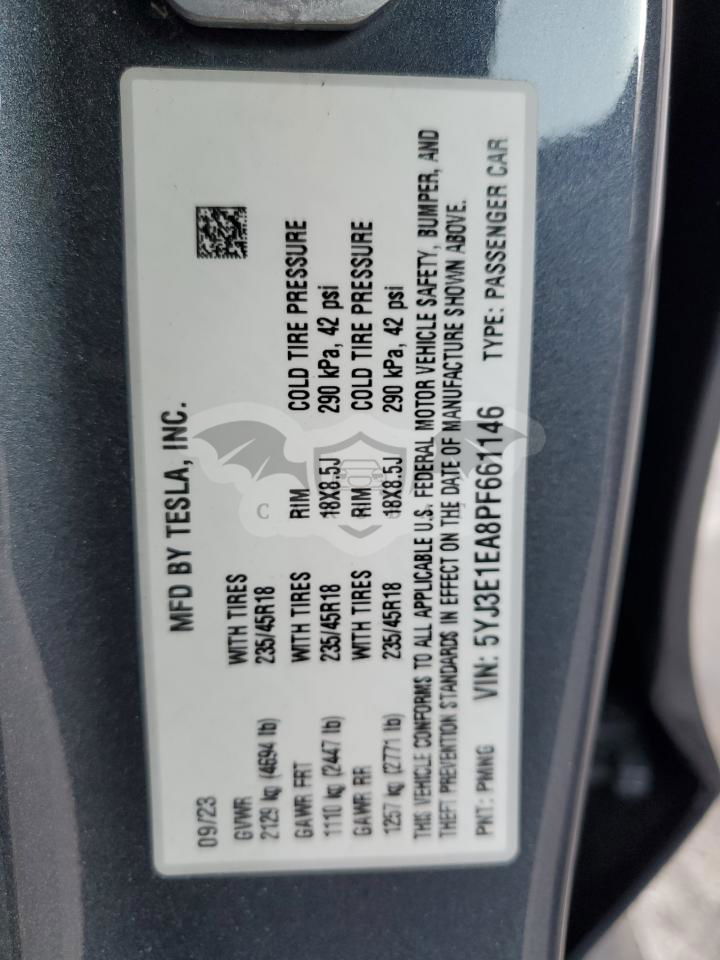 MFD BY TESLA, INC.
09/23
GVWR WITH TIRES
2129 kg (4694 lb) 235/45R18
GAWR FRT WITH TIRES RIM COLD TIRE PRESSURE
1110 kg (2447 lb) 235/45R18 18X8.5J 290 kPa, 42 psi
GAWR RR WITH TIRES RIM COLD TIRE PRESSURE
1257 kg (2771 lb) 235/45R18 18X8.5J 290 kPa, 42 psi
THIS VEHICLE CONFORMS TO ALL APPLICABLE U.S. FEDERAL MOTOR VEHICLE SAFETY, BUMPER, AND
THEFT PREVENTION STANDARDS IN EFFECT ON THE DATE OF MANUFACTURE SHOWN ABOVE.
PNT: PMNG VIN: 5YJ3E1EA8PF661146 TYPE: PASSENGER CAR